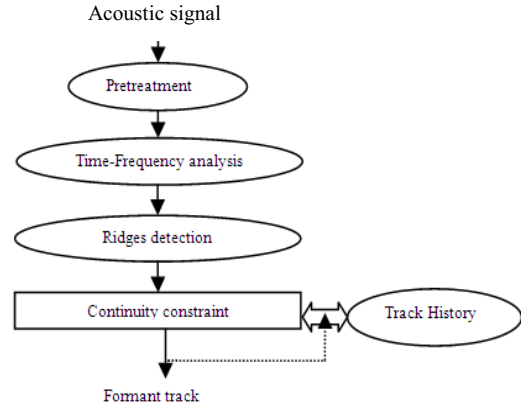 Acoustic signal
Pretreatment
Time-Frequency analysis
Ridges detection
Continuity constraint
Track History
Formant track